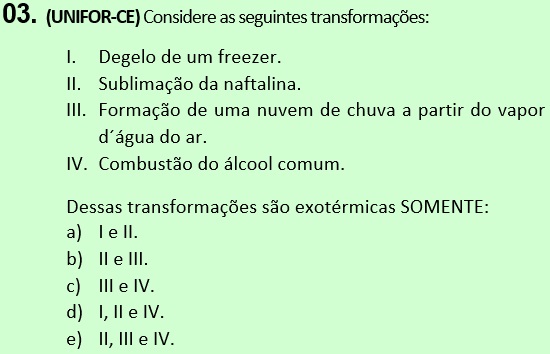 03. (UNIFOR-CE) Considere as seguintes transformações:
I. Degelo de um freezer.
II. Sublimação da naftalina.
III. Formação de uma nuvem de chuva a partir do vapor
d´água do ar.
IV. Combustão do álcool comum.
Dessas transformações são exotérmicas SOMENTE:
a) I e II.
b) II e III.
c) III e IV.
d) I, II e IV.
e) II, III e IV.